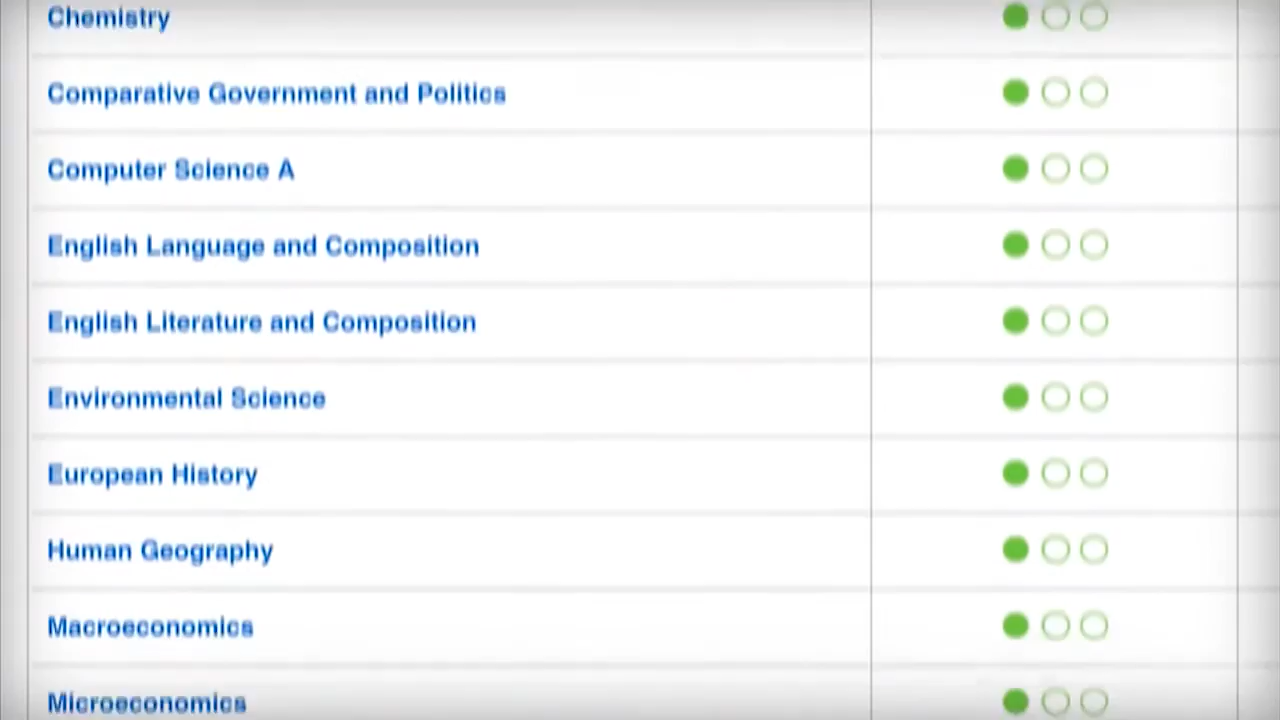 Chemistry
Comparative Government and Politics
Computer Science A
English Language and Composition
English Literature and Composition
Environmental Science
European History
Human Geography
Macroeconomics
Microeconomics